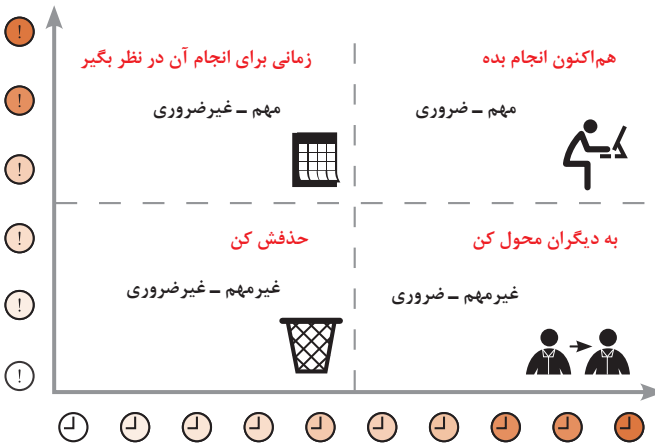 هم‌اکنون انجام بده
مهم ـ ضروری
زمانی برای انجام آن در نظر بگیر
مهم ـ غیرضروری
به دیگران محول کن
غیرمهم ـ ضروری
حذفش کن
غیرمهم ـ غیرضروری